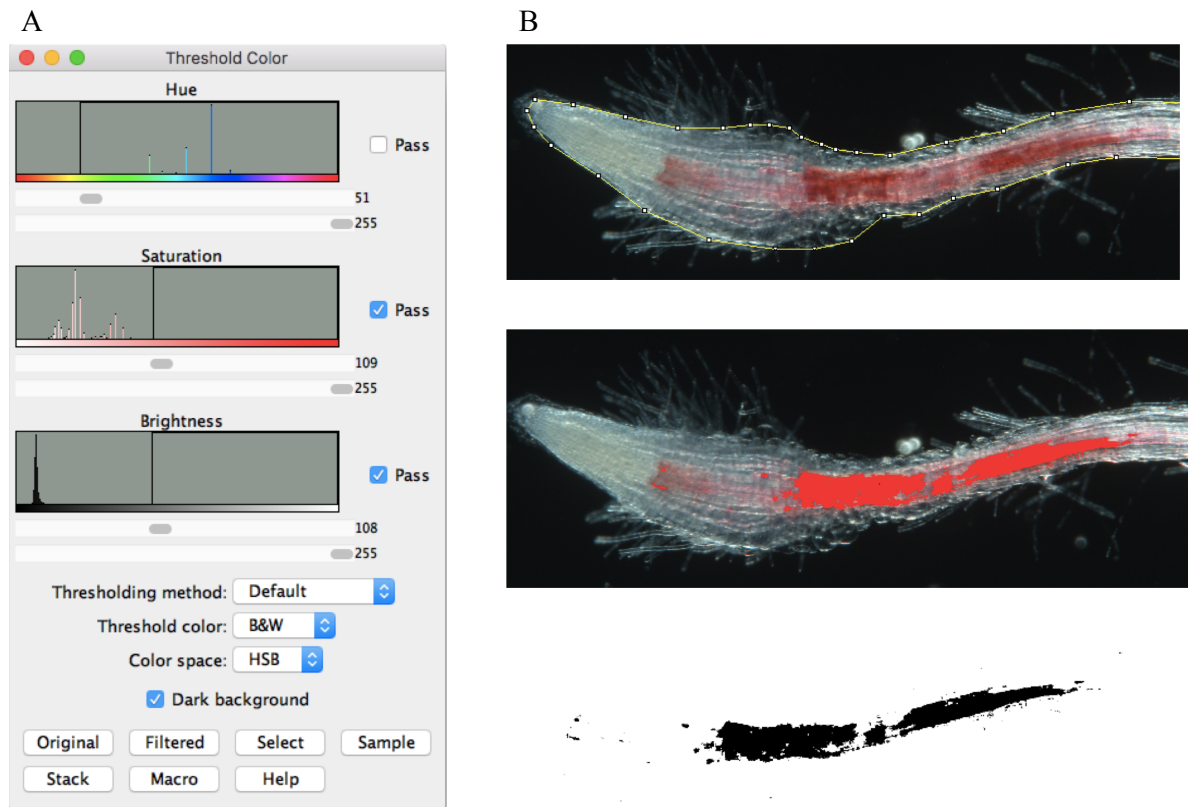 A
B
Threshold Color
Hue
Pass
51
255
Saturation
Pass
109
255
Brightness
Pass
108
255
Thresholding method: Default
Threshold color: B&W
Color space: HSB
Dark background
Original Filtered Select Sample
Stack Macro Help